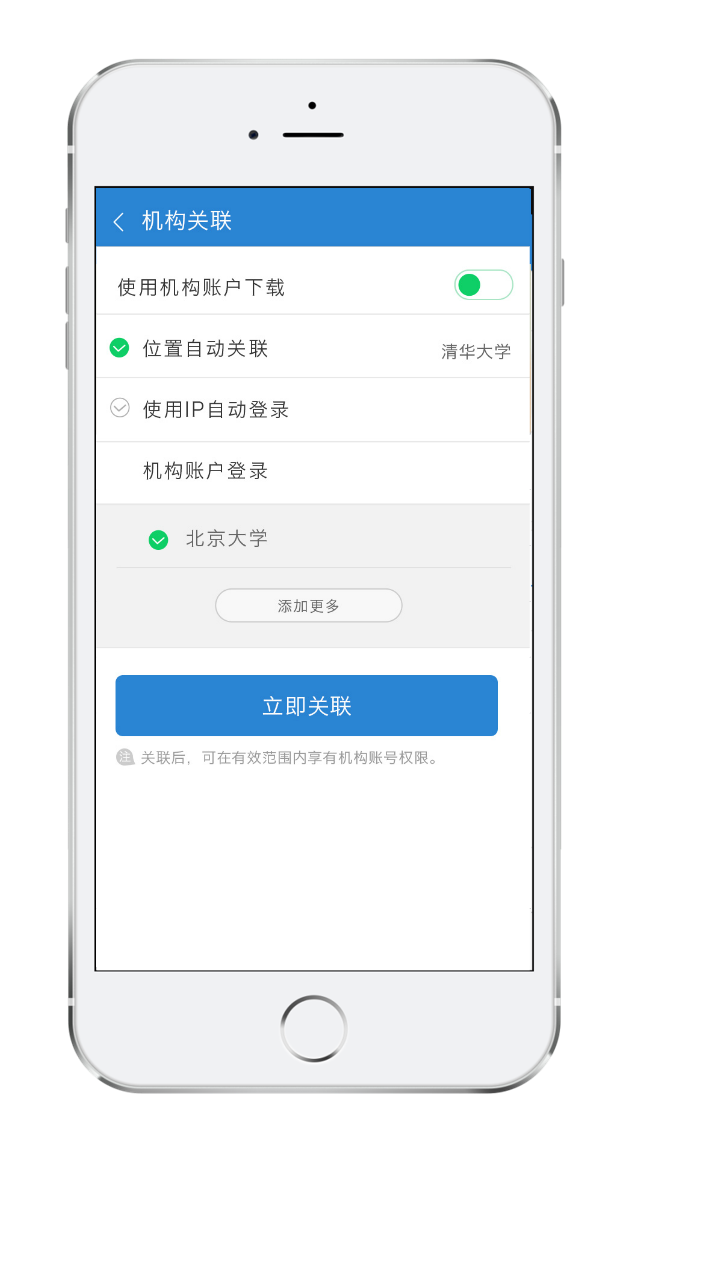 机构关联
使用机构账户下载
位置自动关联 清华大学
使用IP自动登录
机构账户登录
北京大学
添加更多
立即关联
注 关联后，可在有效范围内享有机构账号权限。